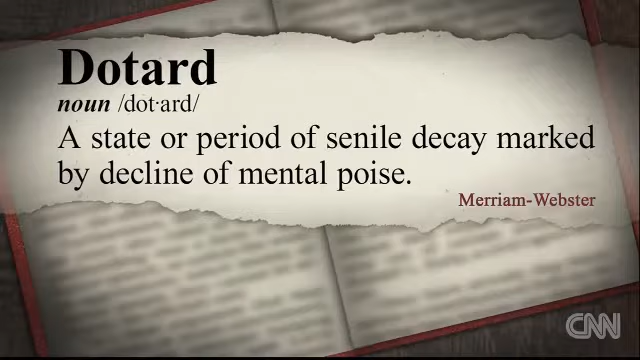 Dotard
noun /dot·ard/
A state or period of senile decay marked
by decline of mental poise.
Merriam-Webster
CNN